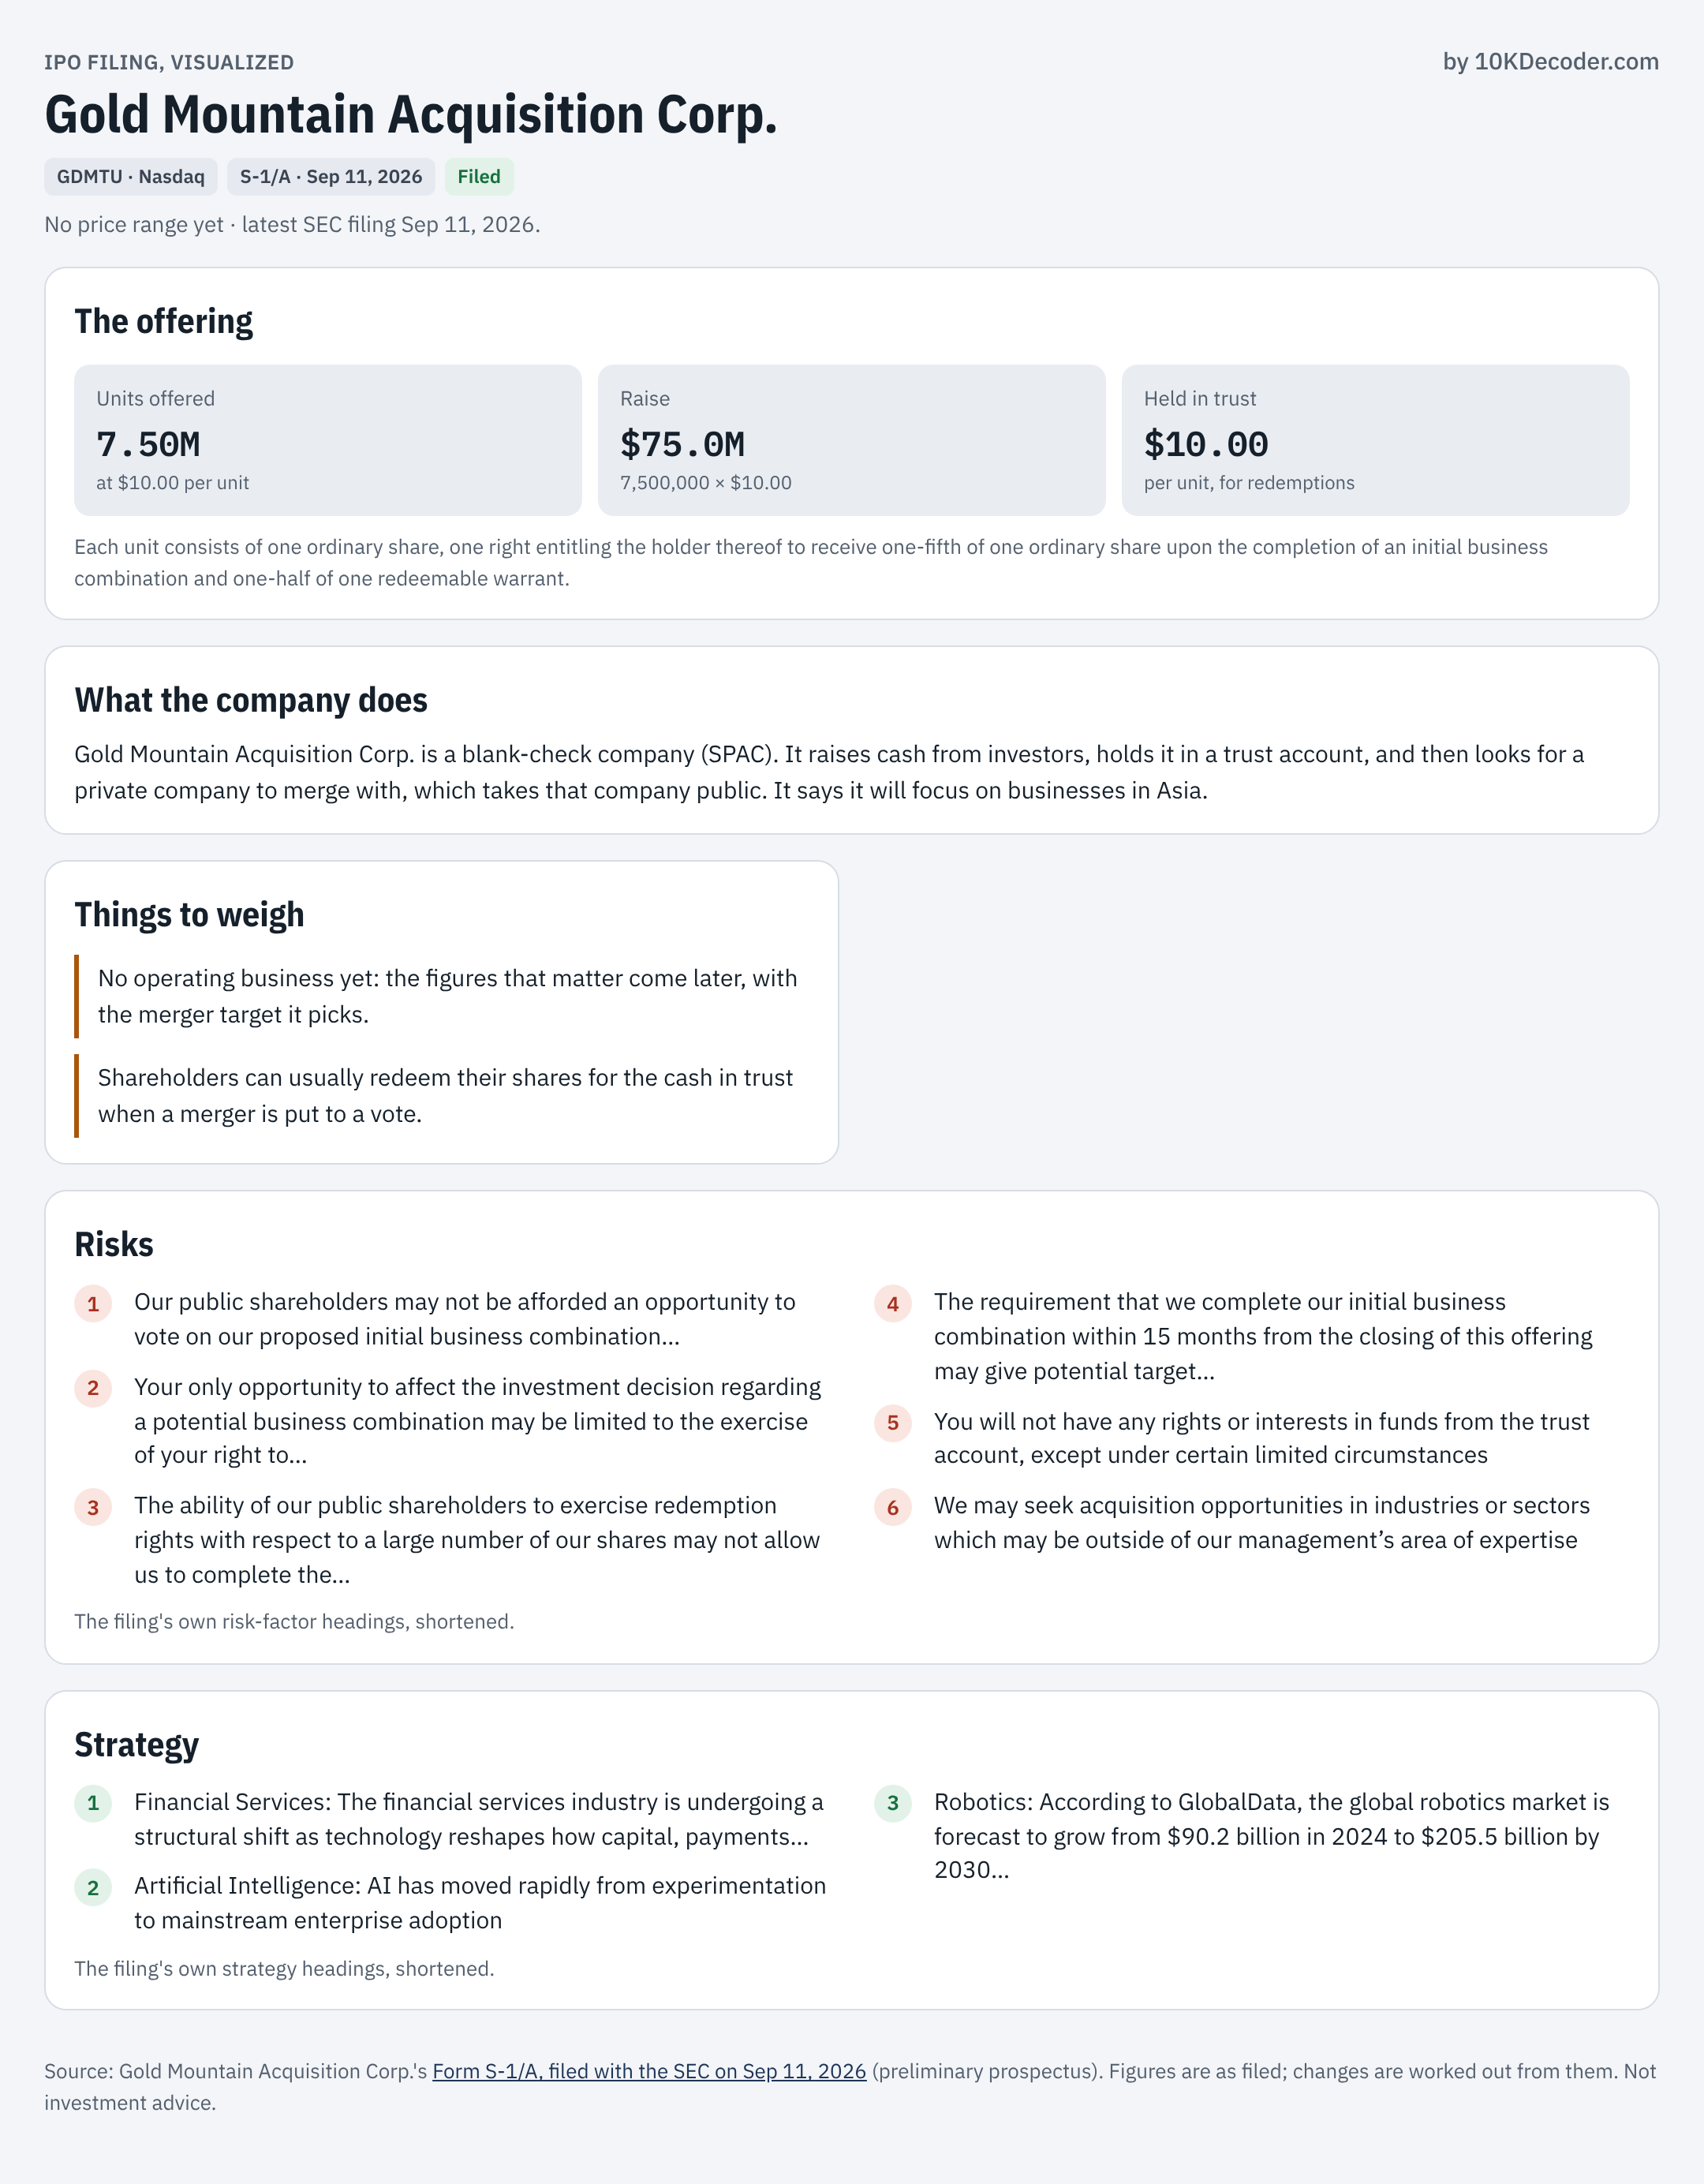 IPO FILING, VISUALIZED
by 10KDecoder.com
Gold Mountain Acquisition Corp.
GDMTU · Nasdaq
S-1/A · Sep 11, 2026
Filed
No price range yet · latest SEC filing Sep 11, 2026.
The offering
Units offered
7.50M
at $10.00 per unit
Raise
$75.0M
7,500,000 × $10.00
Held in trust
$10.00
per unit, for redemptions
Each unit consists of one ordinary share, one right entitling the holder thereof to receive one-fifth of one ordinary share upon the completion of an initial business
combination and one-half of one redeemable warrant.
What the company does
Gold Mountain Acquisition Corp. is a blank-check company (SPAC). It raises cash from investors, holds it in a trust account, and then looks for a
private company to merge with, which takes that company public. It says it will focus on businesses in Asia.
Things to weigh
No operating business yet: the figures that matter come later, with
the merger target it picks.
Shareholders can usually redeem their shares for the cash in trust
when a merger is put to a vote.
Risks
1
Our public shareholders may not be afforded an opportunity to
vote on our proposed initial business combination…
2
Your only opportunity to affect the investment decision regarding
a potential business combination may be limited to the exercise
of your right to…
3
The ability of our public shareholders to exercise redemption
rights with respect to a large number of our shares may not allow
us to complete the…
4
The requirement that we complete our initial business
combination within 15 months from the closing of this offering
may give potential target…
5
You will not have any rights or interests in funds from the trust
account, except under certain limited circumstances
6
We may seek acquisition opportunities in industries or sectors
which may be outside of our management’s area of expertise
The filing's own risk-factor headings, shortened.
Strategy
1
Financial Services: The financial services industry is undergoing a
structural shift as technology reshapes how capital, payments…
2
Artificial Intelligence: AI has moved rapidly from experimentation
to mainstream enterprise adoption
3
Robotics: According to GlobalData, the global robotics market is
forecast to grow from $90.2 billion in 2024 to $205.5 billion by
2030…
The filing's own strategy headings, shortened.
Source: Gold Mountain Acquisition Corp.'s Form S-1/A, filed with the SEC on Sep 11, 2026 (preliminary prospectus). Figures are as filed; changes are worked out from them. Not
investment advice.